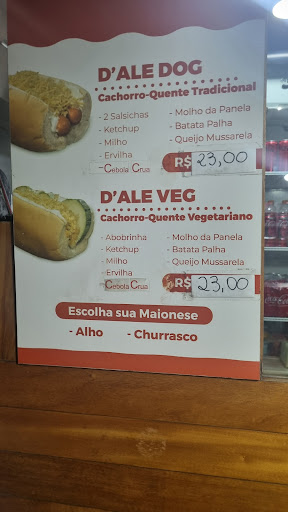 D'ALE DOG
Cachorro-Quente Tradicional
- 2 Salsichas
- Ketchup
- Milho
- Ervilha
- Cebola Crua
- Molho da Panela
- Batata Palha
- Queijo Mussarela
R$ 23,00
D'ALE VEG
Cachorro-Quente Vegetariano
- Abobrinha
- Ketchup
- Milho
- Ervilha
Cebola Crua
- Molho da Panela
- Batata Palha
- Queijo Mussarela
R$ 23,00
Escolha sua Maionese
- Alho - Churrasco